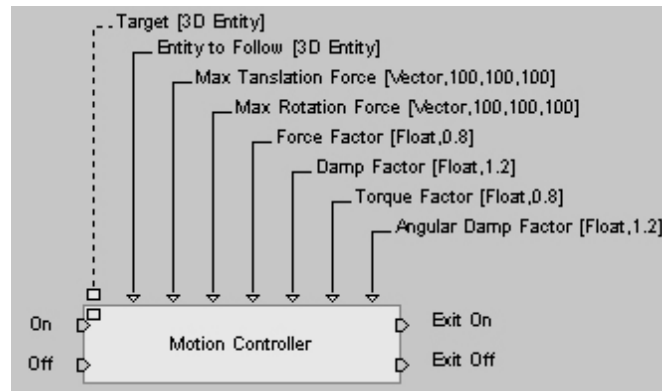 Target [3D Entity]
Entity to Follow [3D Entity]
Max Tanslation Force [Vector,100,100,100]
Max Rotation Force [Vector,100,100,100]
Force Factor [Float,0.8]
Damp Factor [Float,1.2]
Torque Factor [Float,0.8]
Angular Damp Factor [Float,1.2]
On
Exit On
Motion Controller
Off
Exit Off